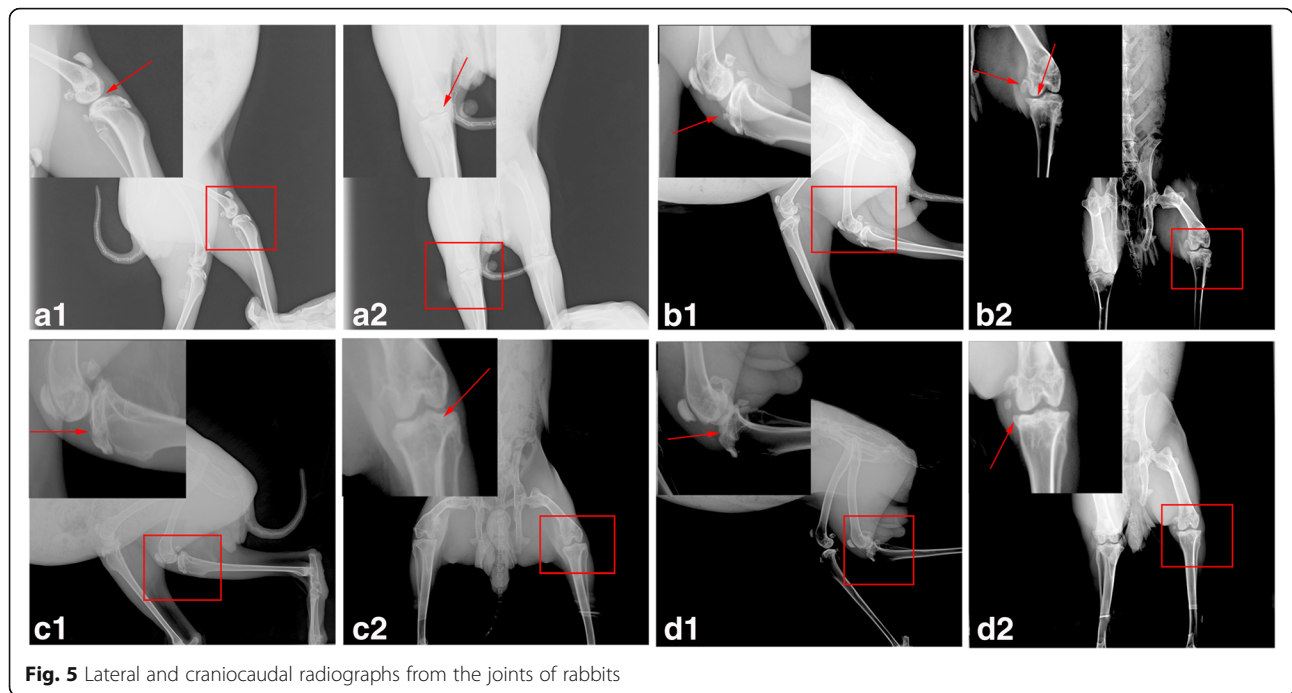 a1
a2
b1
b2
c1
c2
d1
d2
Fig. 5 Lateral and craniocaudal radiographs from the joints of rabbits